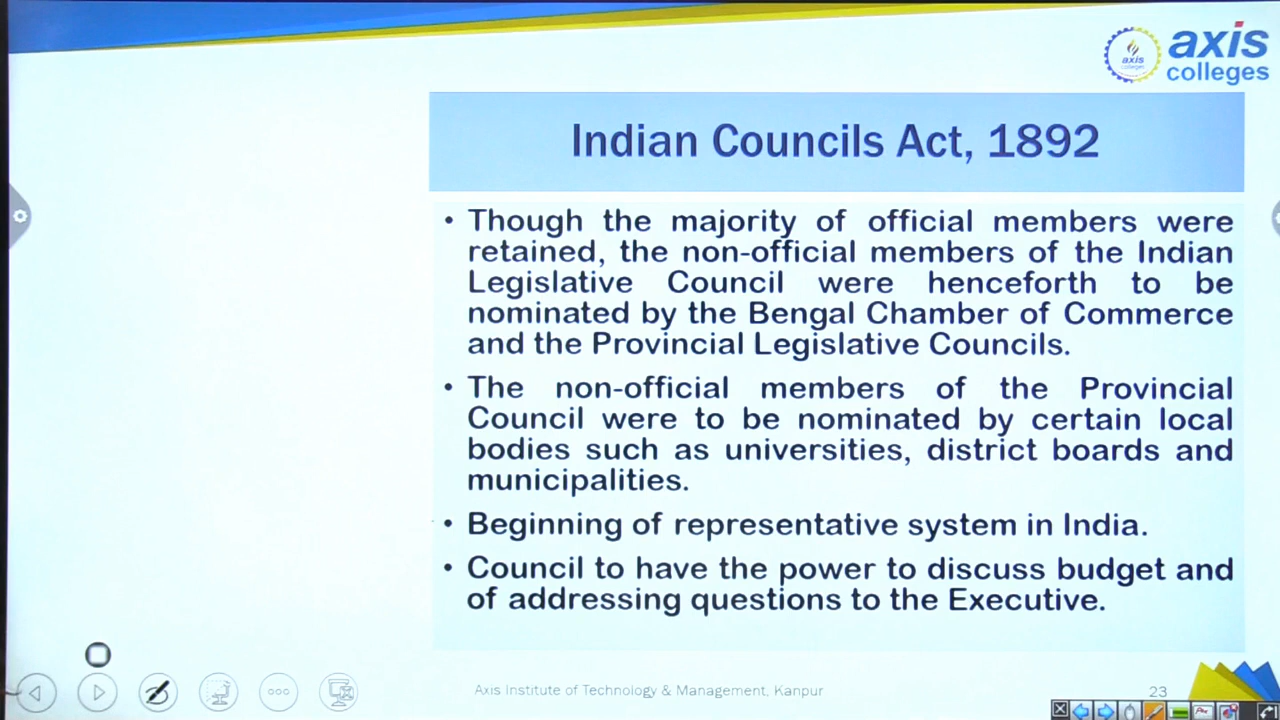 axis
colleges
axis
colleges
Indian Councils Act, 1892
• Though the majority of official members were
retained, the non-official members of the Indian
Legislative Council were henceforth to be
nominated by the Bengal Chamber of Commerce
and the Provincial Legislative Councils.
• The non-official members of the Provincial
Council were to be nominated by certain local
bodies such as universities, district boards and
municipalities.
• Beginning of representative system in India.
• Council to have the power to discuss budget and
of addressing questions to the Executive.
Axis Institute of Technology & Management, Kanpur
23